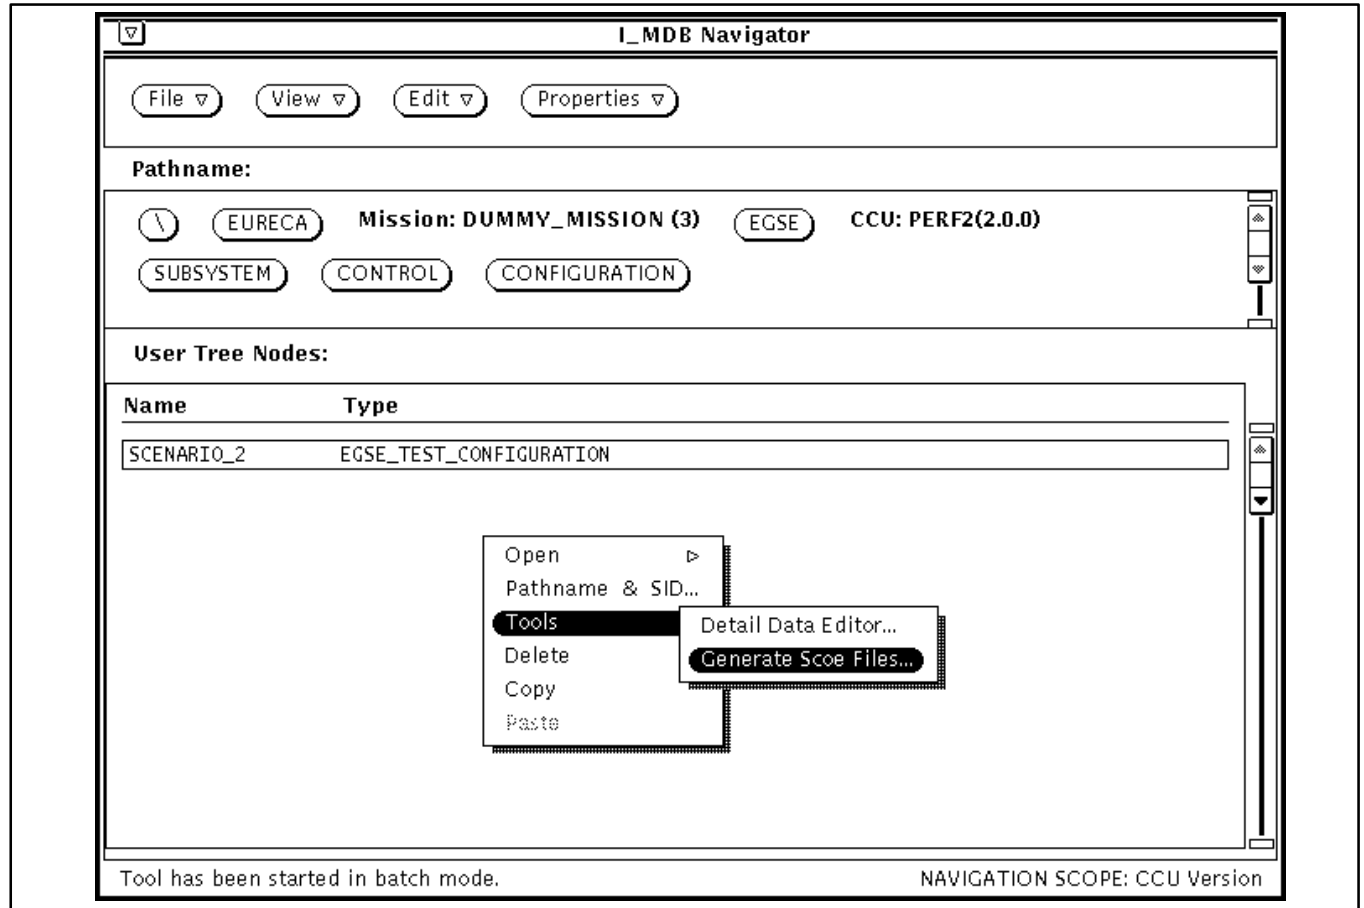 I_MDB Navigator
File View Edit Properties
Pathname:
\ EURECA Mission: DUMMY_MISSION (3) EGSE CCU: PERF2(2.0.0)
SUBSYSTEM CONTROL CONFIGURATION
User Tree Nodes:
Name Type
SCENARIO_2 EGSE_TEST_CONFIGURATION
Open
Pathname & SID...
Tools
Detail Data Editor...
Delete
Generate Scoe Files...
Copy
Paste
Tool has been started in batch mode. NAVIGATION SCOPE: CCU Version